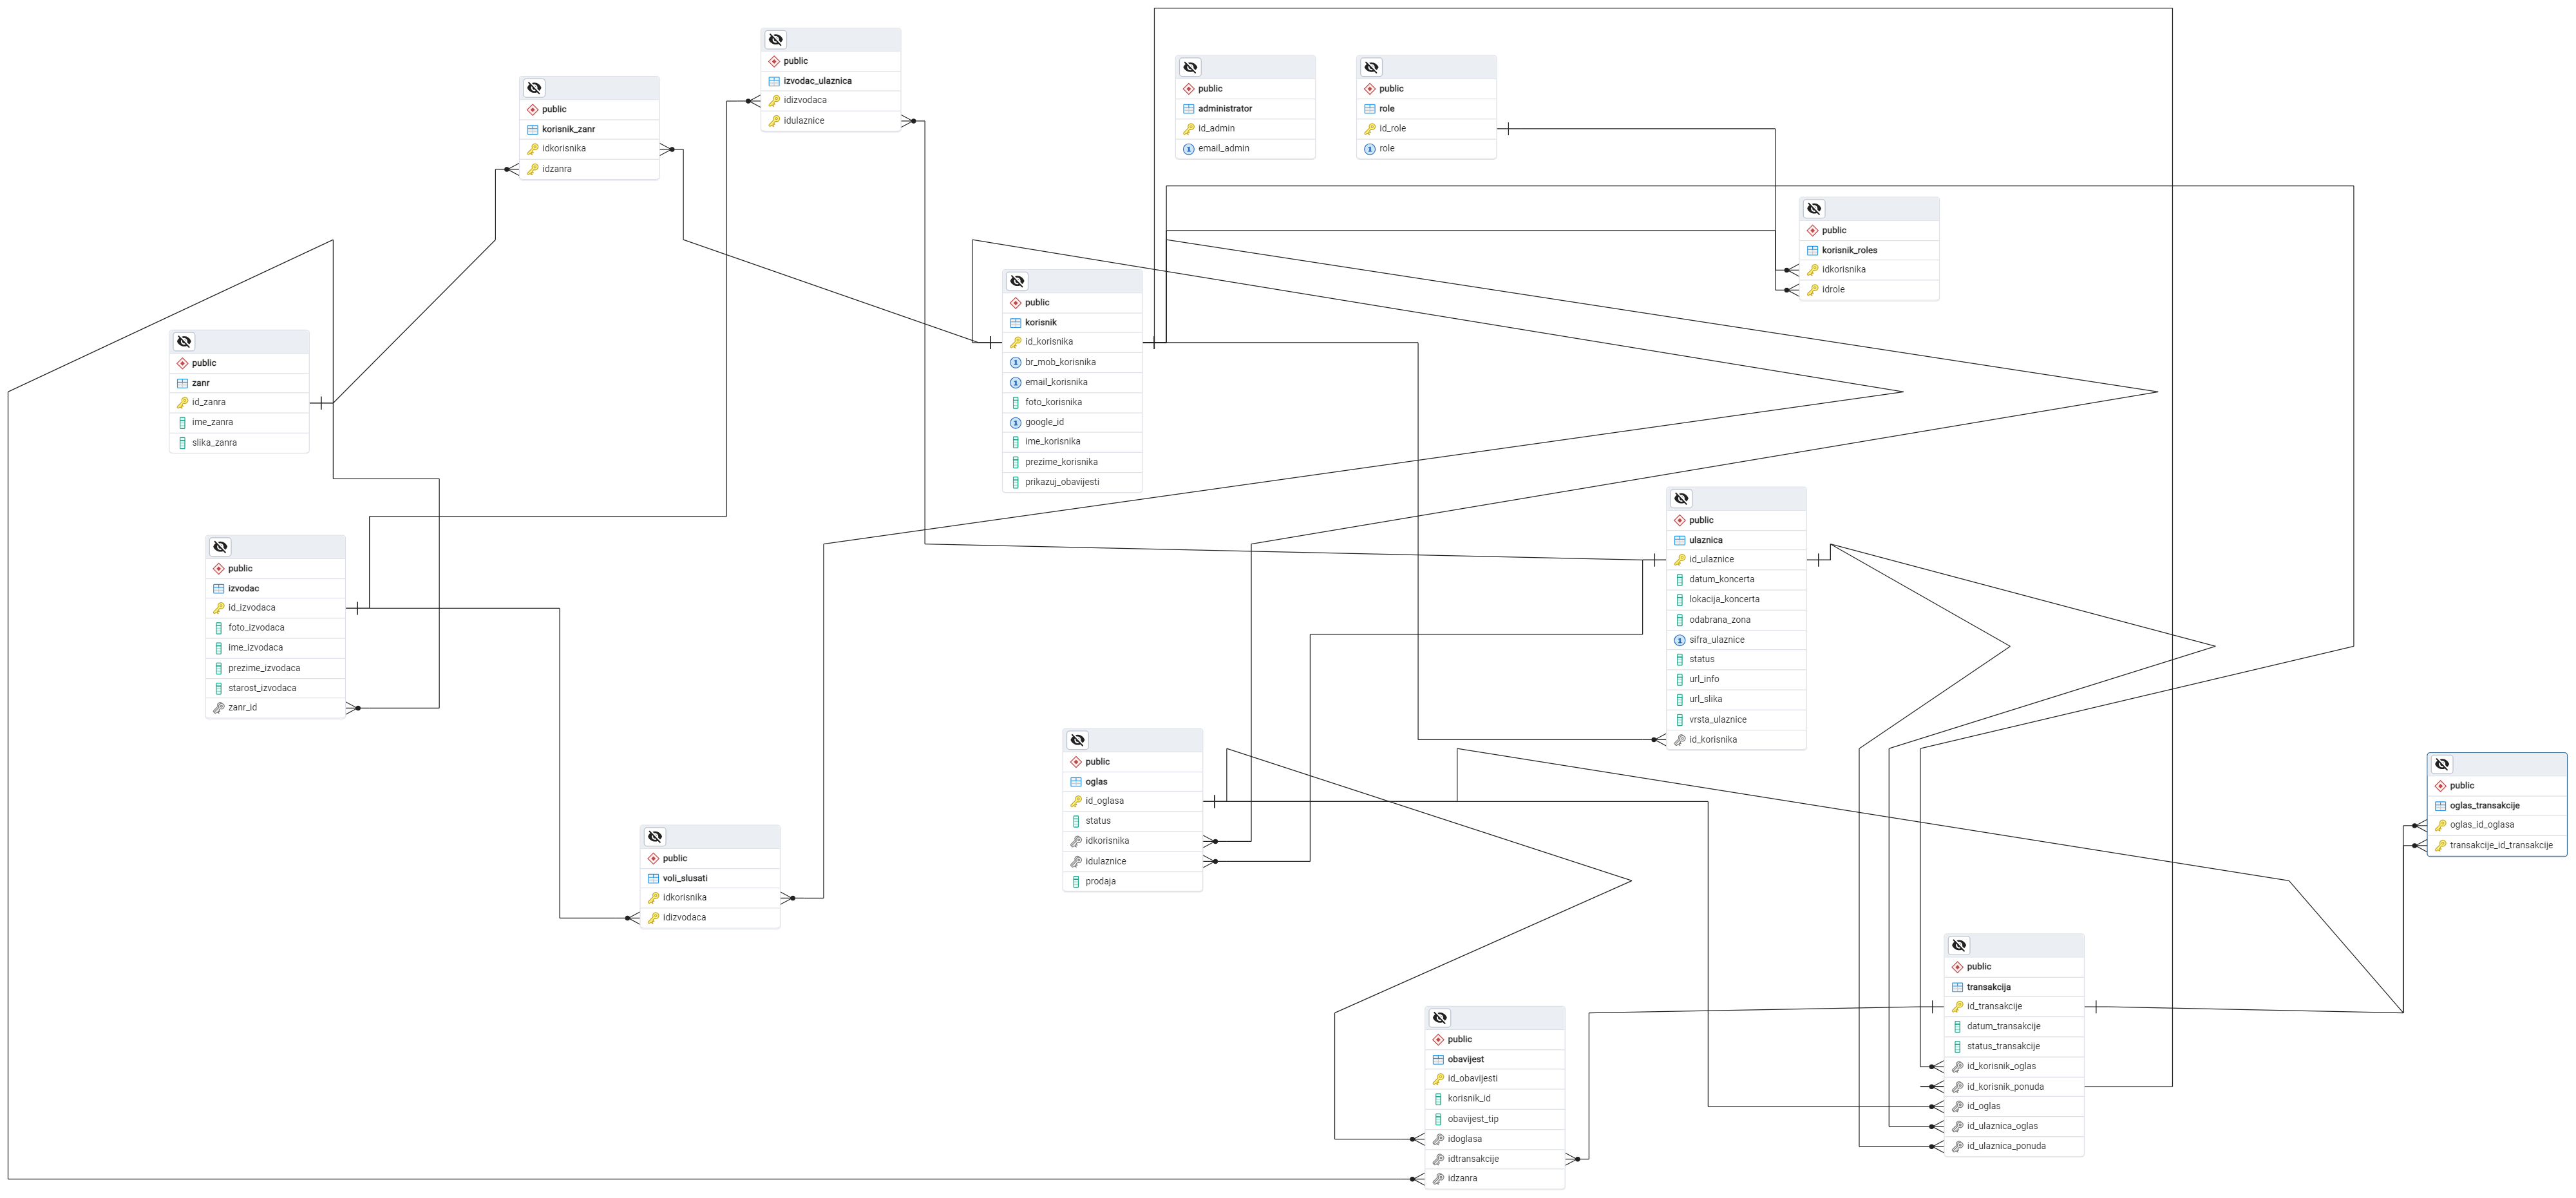 public
izvodac_ulaznica
idizvodaca
idulaznice
public
administrator
id_admin
email_admin
public
role
id_role
role
public
korisnik_zanr
idkorisnika
idzanra
public
korisnik_roles
idkorisnika
idrole
public
korisnik
id_korisnika
br_mob_korisnika
email_korisnika
foto_korisnika
google_id
ime_korisnika
prezime_korisnika
prikazuj_obavijesti
public
zanr
id_zanra
ime_zanra
slika_zanra
public
ulaznica
id_ulaznice
datum_koncerta
lokacija_koncerta
odabrana_zona
sifra_ulaznice
status
url_info
url_slika
vrsta_ulaznice
id_korisnika
public
izvodac
id_izvodaca
foto_izvodaca
ime_izvodaca
prezime_izvodaca
starost_izvodaca
zanr_id
public
oglas
id_oglasa
status
idkorisnika
idulaznice
prodaja
public
oglas_transakcije
oglas_id_oglasa
transakcije_id_transakcije
public
voli_slusati
idkorisnika
idizvodaca
public
transakcija
id_transakcije
datum_transakcije
status_transakcije
id_korisnik_oglas
id_korisnik_ponuda
id_oglas
id_ulaznica_oglas
id_ulaznica_ponuda
public
obavijest
id_obavijesti
korisnik_id
obavijest_tip
idoglasa
idtransakcije
idzanra